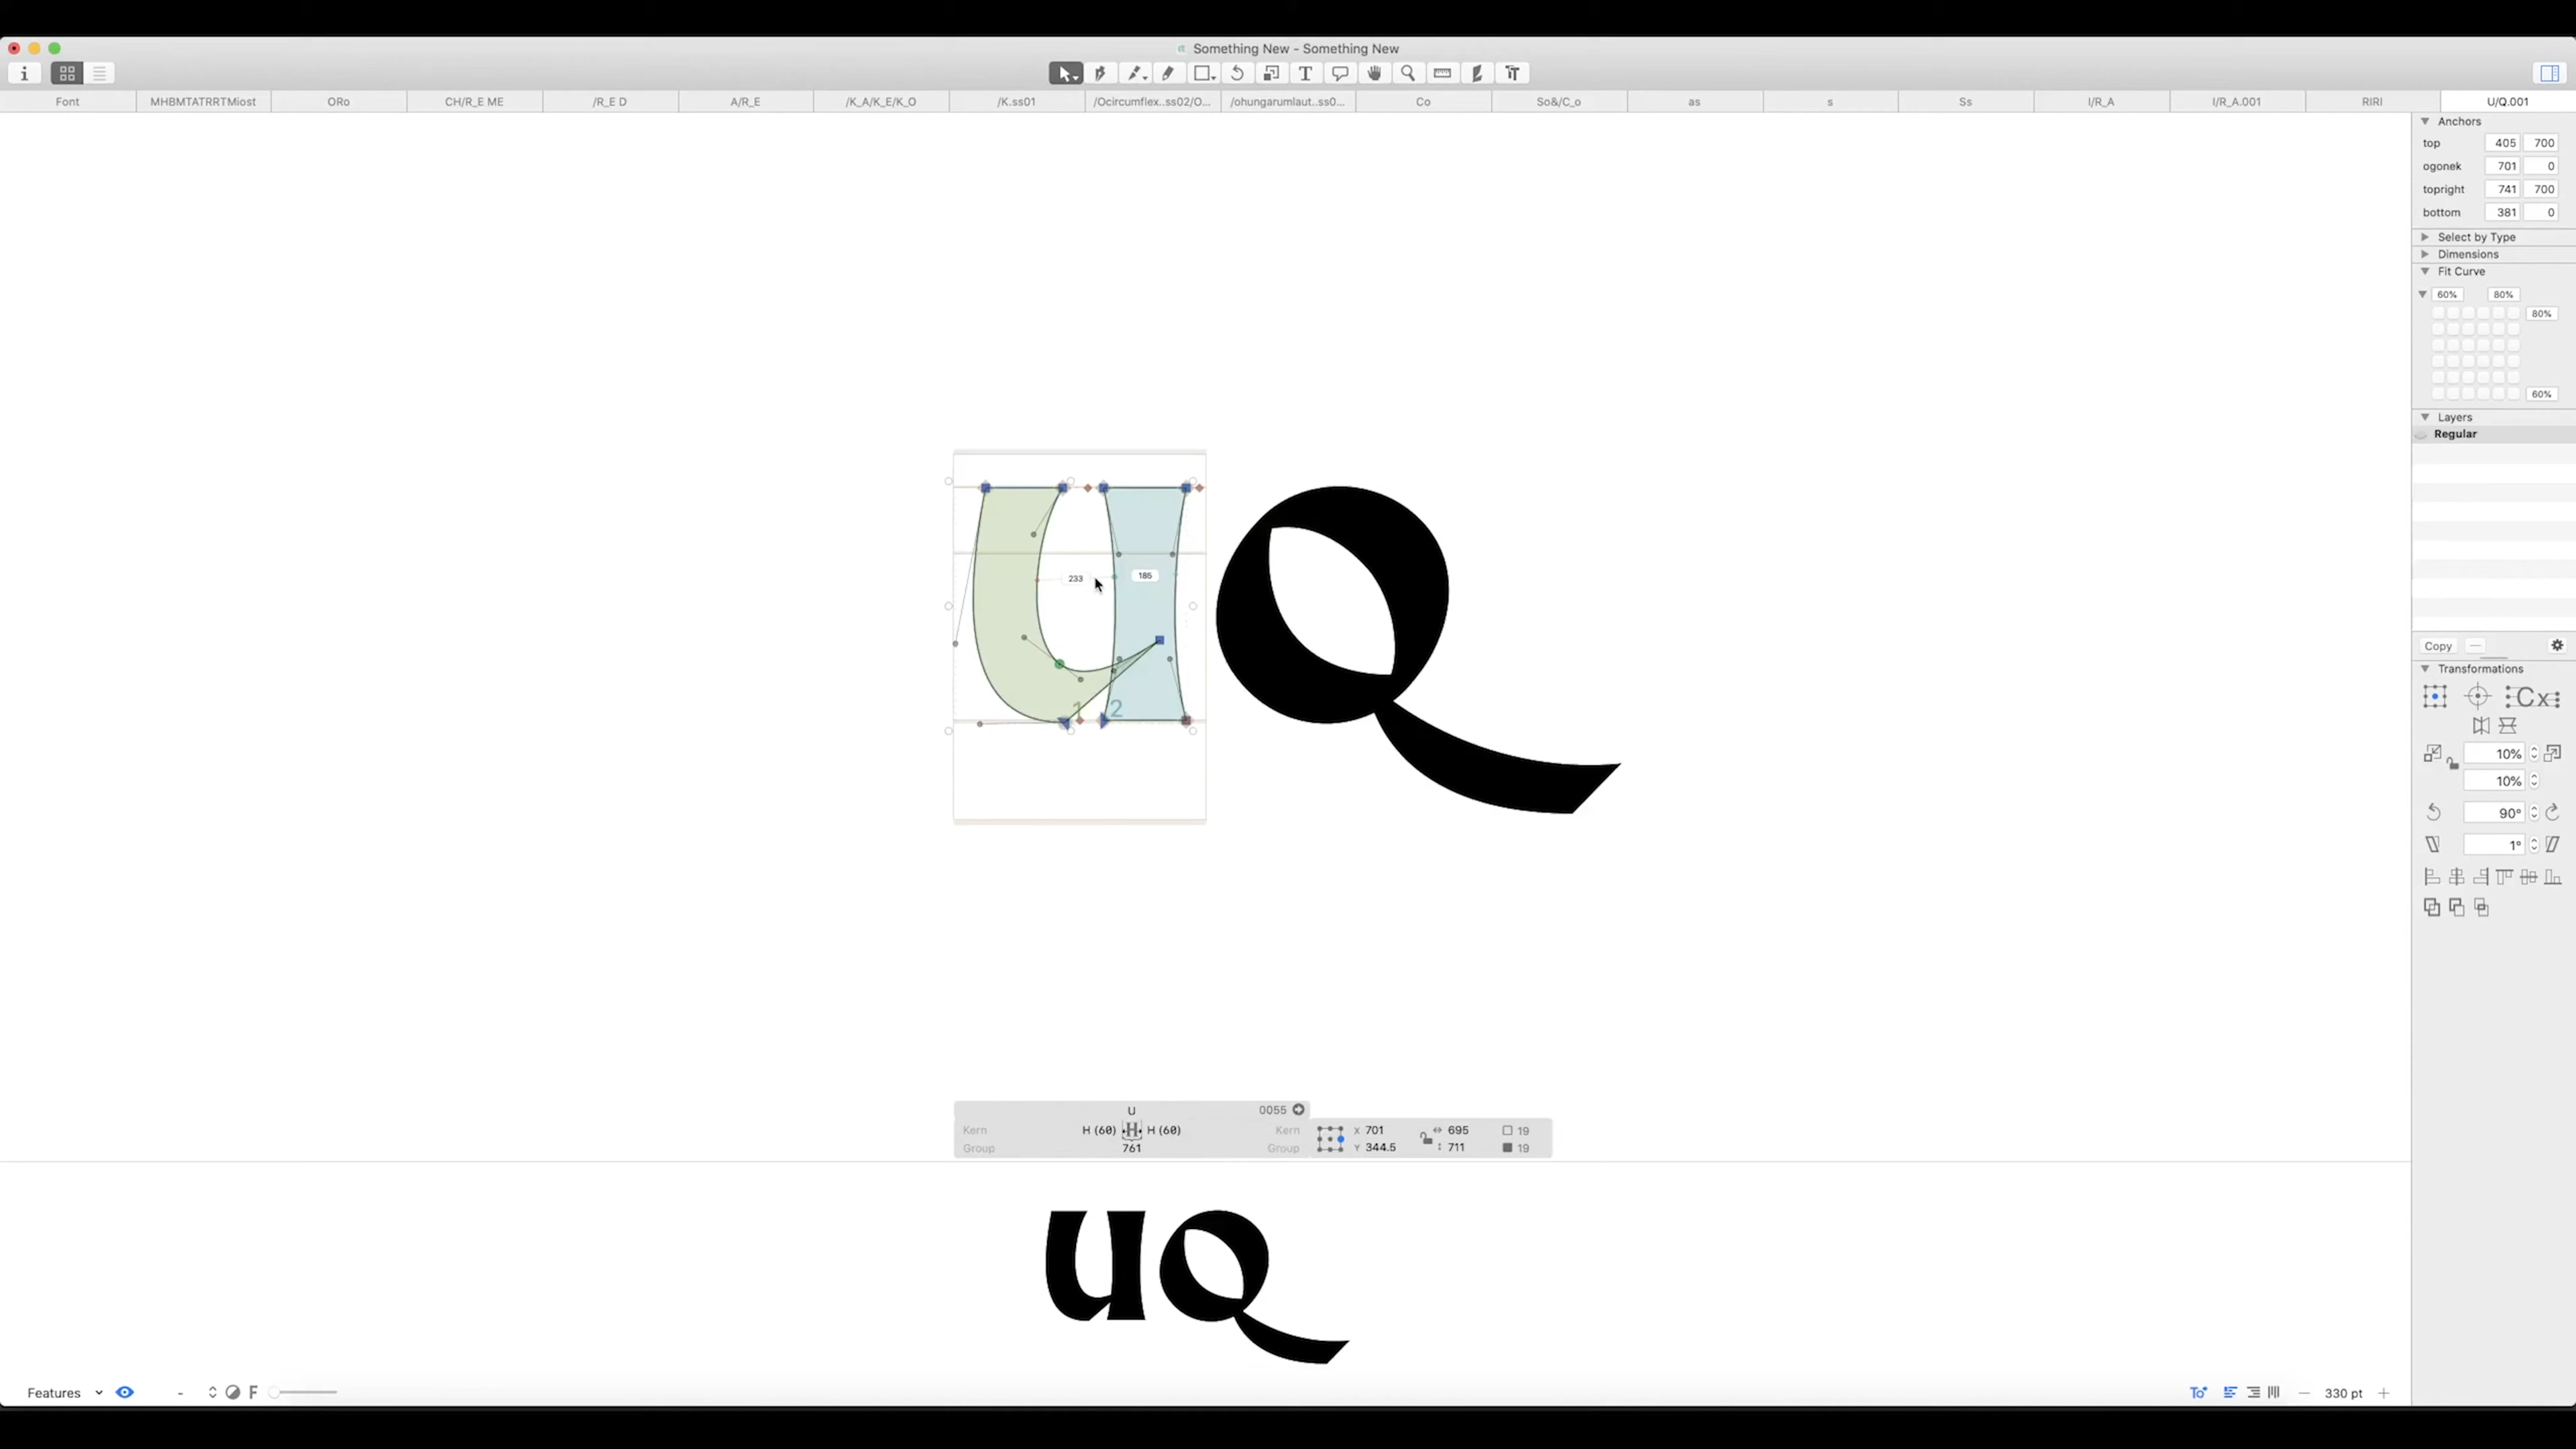 Something New - Something New
Font MHBMTATRRTMiost ORo CH/R_E ME /R_E D A/R_E /K_A/K_E/K_O /K.ss01 /Ocircumflex..ss02/O... /ohungarumlaut..ss0... Co So&/C_o as s Ss I/R_A I/R_A.001 RIRI U/Q.001
Anchors
top 405 700
ogonek 701 0
topright 741 700
bottom 381 0
Select by Type
Dimensions
Fit Curve
60% 80%
80%
60%
Layers
Regular
233 185
1 2
Q
Copy
Transformations
Cx
10%
10%
90°
1°
U 0055
Kern H (60) H H (60) Kern
Group 761 Group
X 701 695 19
Y 344.5 711 19
UQ
Features - F To 330 pt